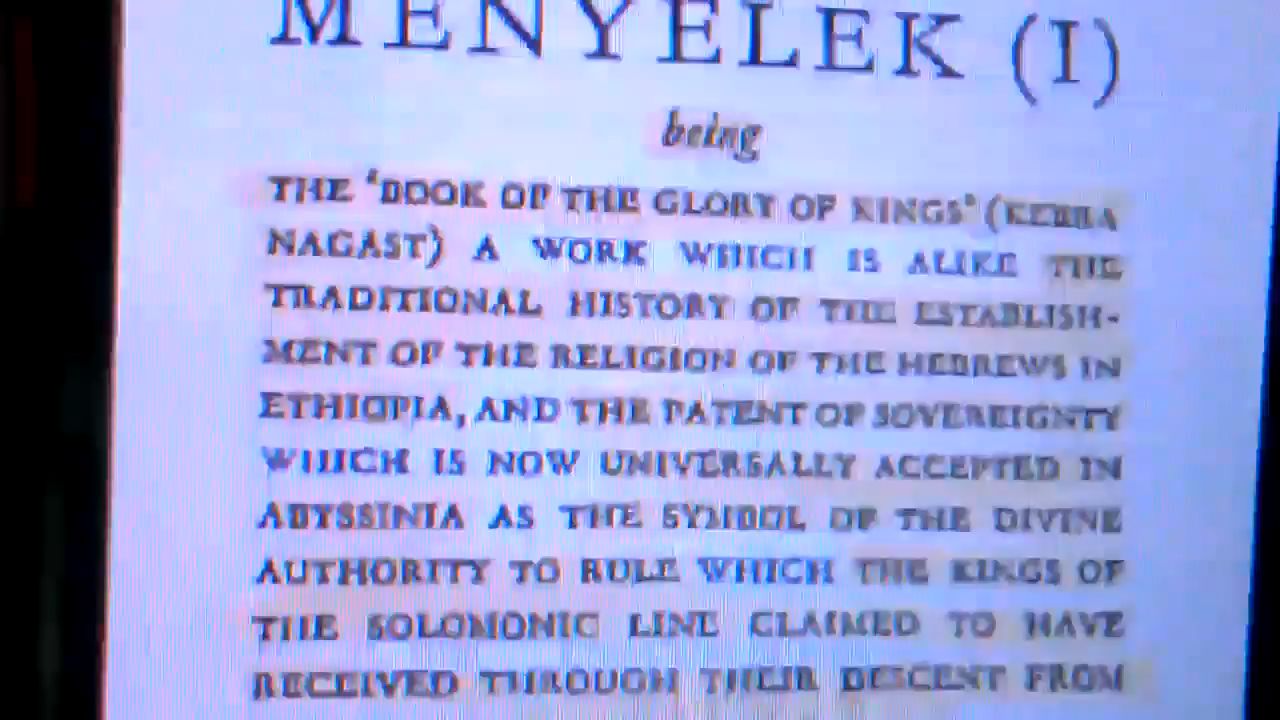 MENYELEK (I)
being
THE 'BOOK OF THE GLORY OF KINGS' (KEBRA
NAGAST) A WORK WHICH IS ALIKE THE
TRADITIONAL HISTORY OF THE ESTABLISH-
MENT OF THE RELIGION OF THE HEBREWS IN
ETHIOPIA, AND THE PATENT OF SOVEREIGNTY
WHICH IS NOW UNIVERSALLY ACCEPTED IN
ABYSSINIA AS THE SYMBOL OF THE DIVINE
AUTHORITY TO RULE WHICH THE KINGS OF
THE SOLOMONIC LINE CLAIMED TO HAVE
RECEIVED THROUGH THEIR DESCENT FROM